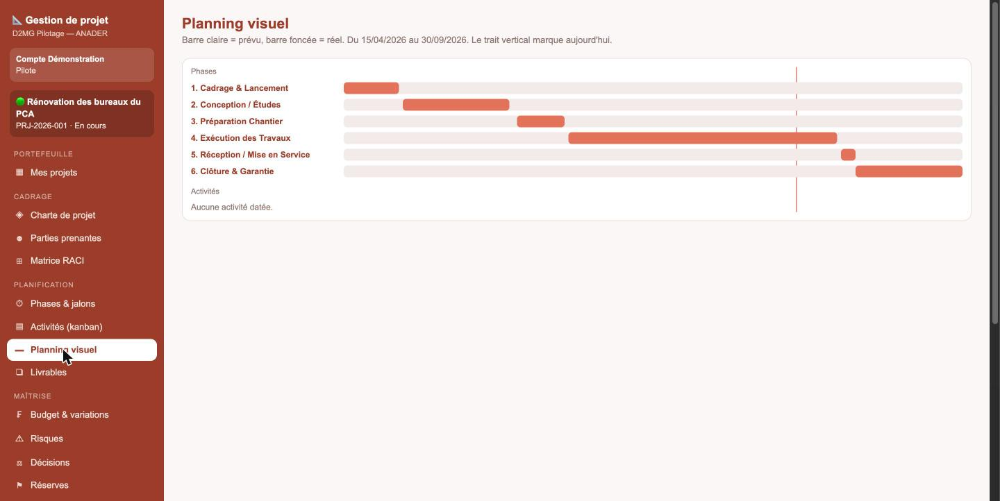 Gestion de projet
D2MG Pilotage — ANADER
Compte Démonstration
Pilote
Rénovation des bureaux du
PCA
PRJ-2026-001 · En cours
PORTEFEUILLE
Mes projets
CADRAGE
Charte de projet
Parties prenantes
Matrice RACI
PLANIFICATION
Phases & jalons
Activités (kanban)
Planning visuel
Livrables
MAÎTRISE
Budget & variations
Risques
Décisions
Réserves
Planning visuel
Barre claire = prévu, barre foncée = réel. Du 15/04/2026 au 30/09/2026. Le trait vertical marque aujourd'hui.
Phases
1. Cadrage & Lancement
2. Conception / Études
3. Préparation Chantier
4. Exécution des Travaux
5. Réception / Mise en Service
6. Clôture & Garantie
Activités
Aucune activité datée.